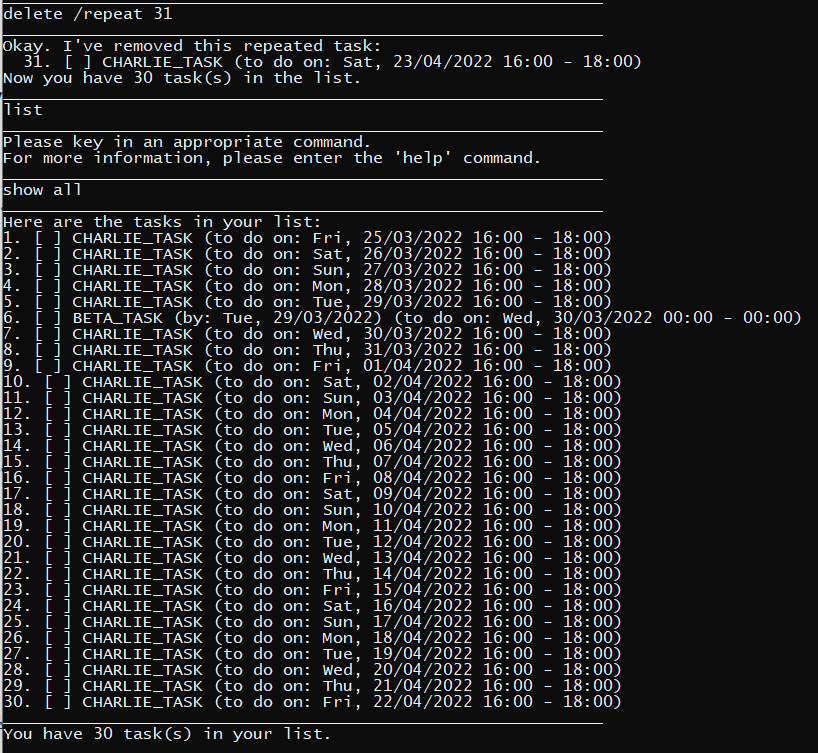 delete /repeat 31
Okay. I've removed this repeated task:
31. [ ] CHARLIE_TASK (to do on: Sat, 23/04/2022 16:00 - 18:00)
Now you have 30 task(s) in the list.
list
Please key in an appropriate command.
For more information, please enter the 'help' command.
show all
Here are the tasks in your list:
1. [ ] CHARLIE_TASK (to do on: Fri, 25/03/2022 16:00 - 18:00)
2. [ ] CHARLIE_TASK (to do on: Sat, 26/03/2022 16:00 - 18:00)
3. [ ] CHARLIE_TASK (to do on: Sun, 27/03/2022 16:00 - 18:00)
4. [ ] CHARLIE_TASK (to do on: Mon, 28/03/2022 16:00 - 18:00)
5. [ ] CHARLIE_TASK (to do on: Tue, 29/03/2022 16:00 - 18:00)
6. [ ] BETA_TASK (by: Tue, 29/03/2022) (to do on: Wed, 30/03/2022 00:00 - 00:00)
7. [ ] CHARLIE_TASK (to do on: Wed, 30/03/2022 16:00 - 18:00)
8. [ ] CHARLIE_TASK (to do on: Thu, 31/03/2022 16:00 - 18:00)
9. [ ] CHARLIE_TASK (to do on: Fri, 01/04/2022 16:00 - 18:00)
10. [ ] CHARLIE_TASK (to do on: Sat, 02/04/2022 16:00 - 18:00)
11. [ ] CHARLIE_TASK (to do on: Sun, 03/04/2022 16:00 - 18:00)
12. [ ] CHARLIE_TASK (to do on: Mon, 04/04/2022 16:00 - 18:00)
13. [ ] CHARLIE_TASK (to do on: Tue, 05/04/2022 16:00 - 18:00)
14. [ ] CHARLIE_TASK (to do on: Wed, 06/04/2022 16:00 - 18:00)
15. [ ] CHARLIE_TASK (to do on: Thu, 07/04/2022 16:00 - 18:00)
16. [ ] CHARLIE_TASK (to do on: Fri, 08/04/2022 16:00 - 18:00)
17. [ ] CHARLIE_TASK (to do on: Sat, 09/04/2022 16:00 - 18:00)
18. [ ] CHARLIE_TASK (to do on: Sun, 10/04/2022 16:00 - 18:00)
19. [ ] CHARLIE_TASK (to do on: Mon, 11/04/2022 16:00 - 18:00)
20. [ ] CHARLIE_TASK (to do on: Tue, 12/04/2022 16:00 - 18:00)
21. [ ] CHARLIE_TASK (to do on: Wed, 13/04/2022 16:00 - 18:00)
22. [ ] CHARLIE_TASK (to do on: Thu, 14/04/2022 16:00 - 18:00)
23. [ ] CHARLIE_TASK (to do on: Fri, 15/04/2022 16:00 - 18:00)
24. [ ] CHARLIE_TASK (to do on: Sat, 16/04/2022 16:00 - 18:00)
25. [ ] CHARLIE_TASK (to do on: Sun, 17/04/2022 16:00 - 18:00)
26. [ ] CHARLIE_TASK (to do on: Mon, 18/04/2022 16:00 - 18:00)
27. [ ] CHARLIE_TASK (to do on: Tue, 19/04/2022 16:00 - 18:00)
28. [ ] CHARLIE_TASK (to do on: Wed, 20/04/2022 16:00 - 18:00)
29. [ ] CHARLIE_TASK (to do on: Thu, 21/04/2022 16:00 - 18:00)
30. [ ] CHARLIE_TASK (to do on: Fri, 22/04/2022 16:00 - 18:00)
You have 30 task(s) in your list.